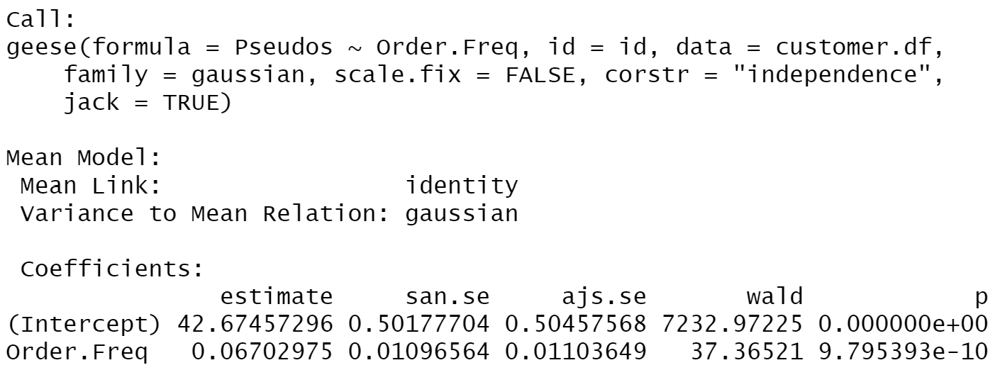 Call:
geese(formula = Pseudos ~ Order.Freq, id = id, data = customer.df,
    family = gaussian, scale.fix = FALSE, corstr = "independence",
    jack = TRUE)

Mean Model:
 Mean Link:                 identity
 Variance to Mean Relation: gaussian

 Coefficients:
               estimate     san.se     ajs.se       wald            p
(Intercept) 42.67457296 0.50177704 0.50457568 7232.97225 0.000000e+00
Order.Freq   0.06702975 0.01096564 0.01103649   37.36521 9.795393e-10